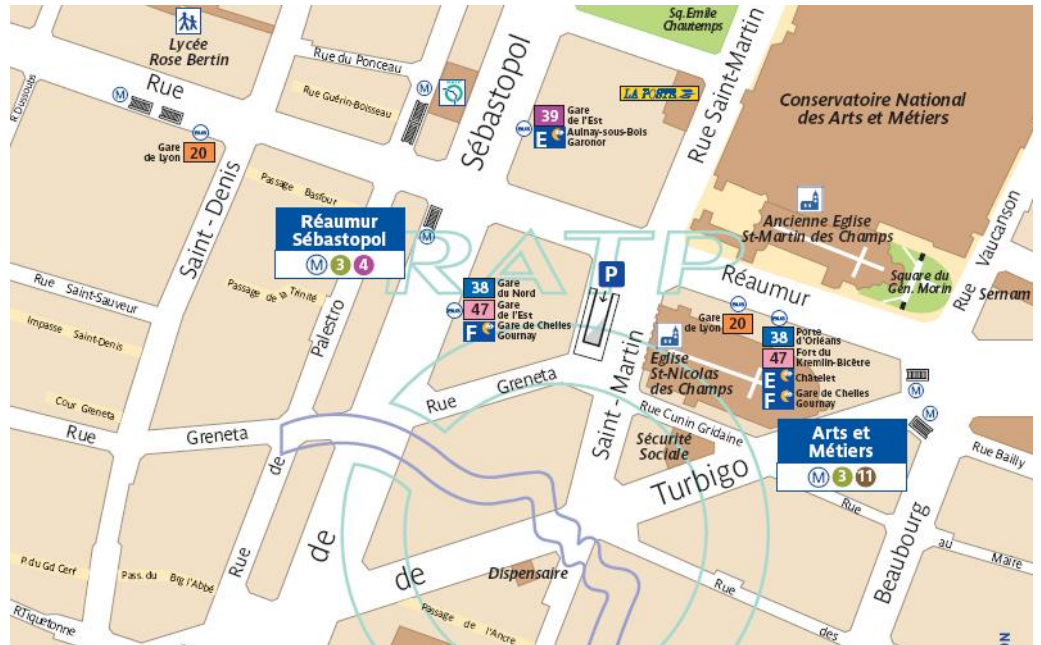 Sq.Emile
Chautemps
Lycée
Rose Bertin
Rue du Ponceau
Rue
R.Dussoubs
M
Rue Guérin-Boisseau
M
Sébastopol
LA POSTE
Rue Saint-Martin
Conservatoire National
des Arts et Métiers
39 Gare
de l'Est
E Aulnay-sous-Bois
Garonor
Gare
de Lyon 20
Saint - Denis
Passage Basfour
Réaumur
Sébastopol
M 3 4
M
Ancienne Eglise
St-Martin des Champs
Vaucanson
Rue
RATP
P
Réaumur
Square du
Gén. Morin
Sernam
Rue Saint-Sauveur
Passage de la Trinité
Palestro
38 Gare
du Nord
47 Gare
de l'Est
F Gare de Chelles
Gournay
Gare
de Lyon 20
38 Porte
d'Orléans
47 Fort du
Kremlin-Bicêtre
E Châtelet
F Gare de Chelles
Gournay
Impasse Saint-Denis
Eglise
St-Nicolas
des Champs
Saint - Martin
M
Rue Greneta
Cour Greneta
Rue Cunin Gridaine
M
Rue Greneta
Sécurité
Sociale
Arts et
Métiers
M 3 11
Rue Bailly
Turbigo
de
Rue
de
de
Rue
au
Maire
Beaubourg
P.du Gd Cerf
Pass. du Brg l'Abbé
Rue
Dispensaire
Rue
des
R.Tiquetonne
Passage de l'Ancre
ON